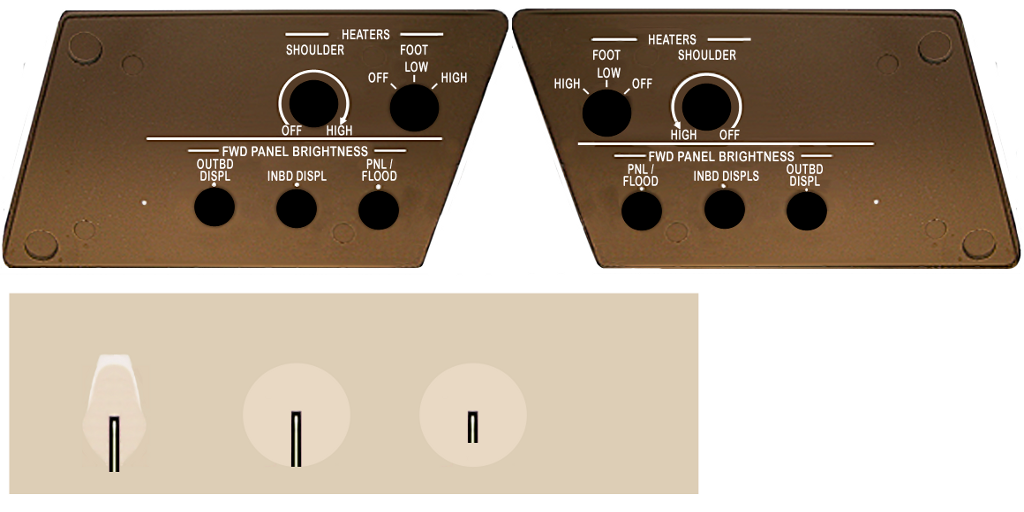 HEATERS
SHOULDER FOOT
OFF LOW HIGH
OFF HIGH
FWD PANEL BRIGHTNESS
OUTBD DISPL
INBD DISPL
PNL / FLOOD
HEATERS
FOOT SHOULDER
HIGH LOW OFF
HIGH OFF
FWD PANEL BRIGHTNESS
PNL / FLOOD
INBD DISPLS
OUTBD DISPL